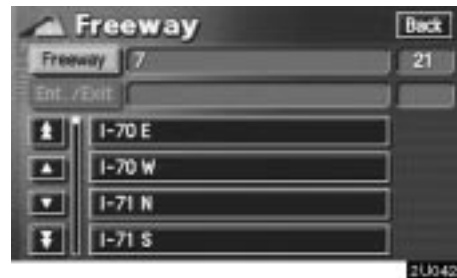 Freeway Back
Freeway 7 21
Ent./Exit
I-70 E
I-70 W
I-71 N
I-71 S
2U042